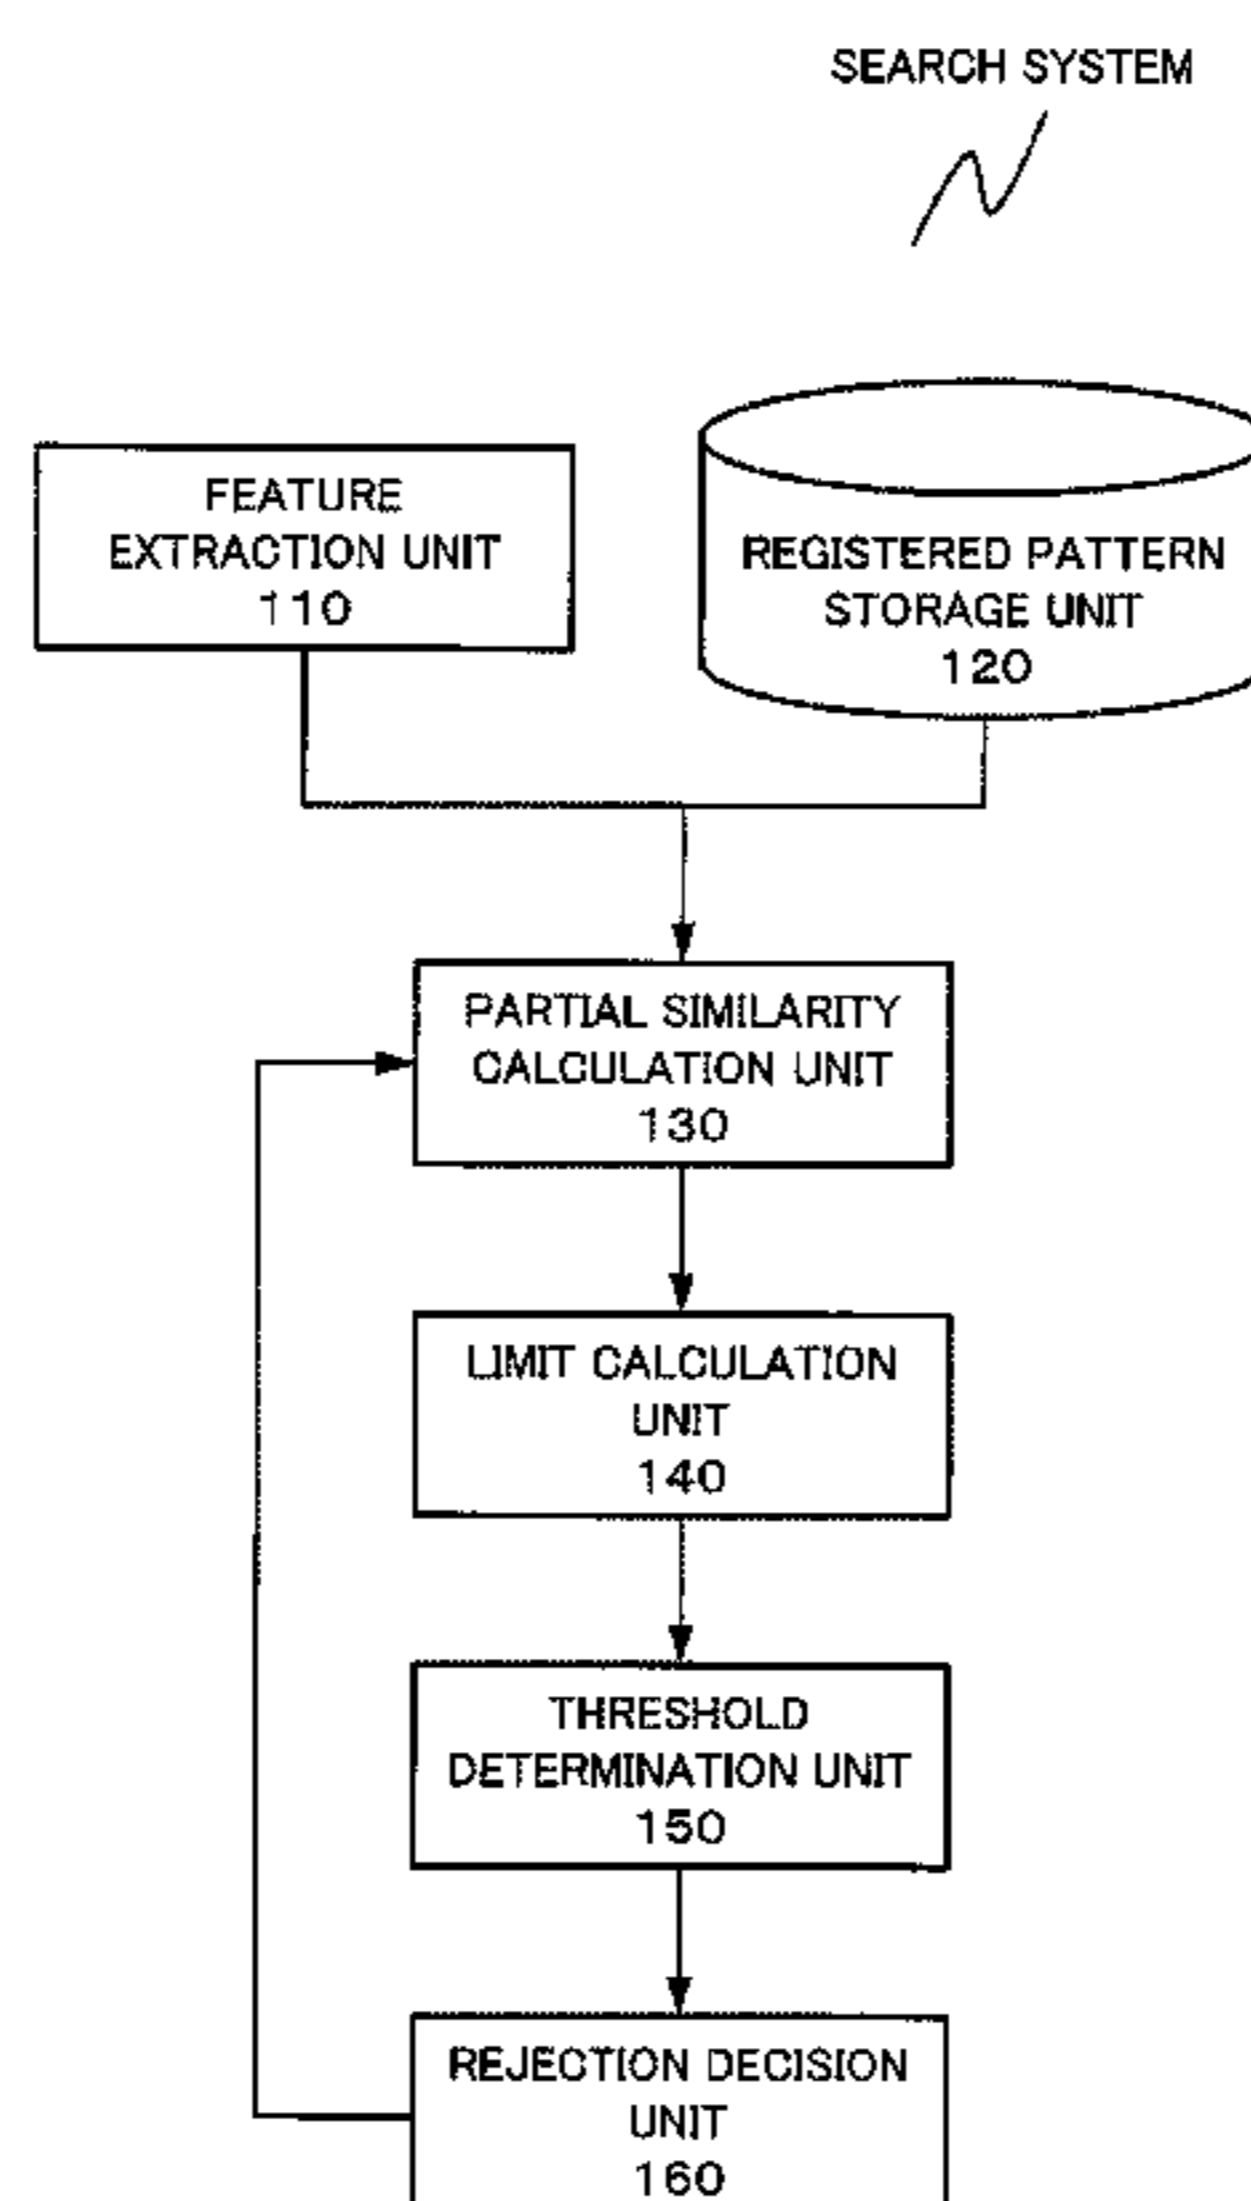 SEARCH SYSTEM
FEATURE
EXTRACTION UNIT
110
REGISTERED PATTERN
STORAGE UNIT
120
PARTIAL SIMILARITY
CALCULATION UNIT
130
LIMIT CALCULATION
UNIT
140
THRESHOLD
DETERMINATION UNIT
150
REJECTION DECISION
UNIT
160